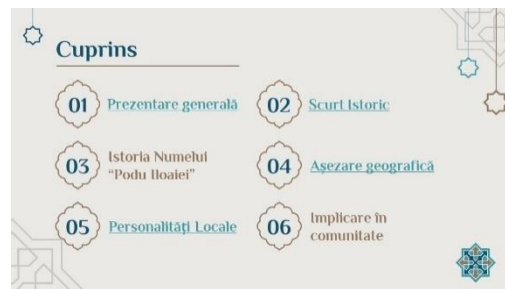 Cuprins
01 Prezentare generală
02 Scurt Istoric
03 Istoria Numelui
“Podu Iloaiei”
04 Așezare geografică
05 Personalități Locale
06 Implicare în
comunitate